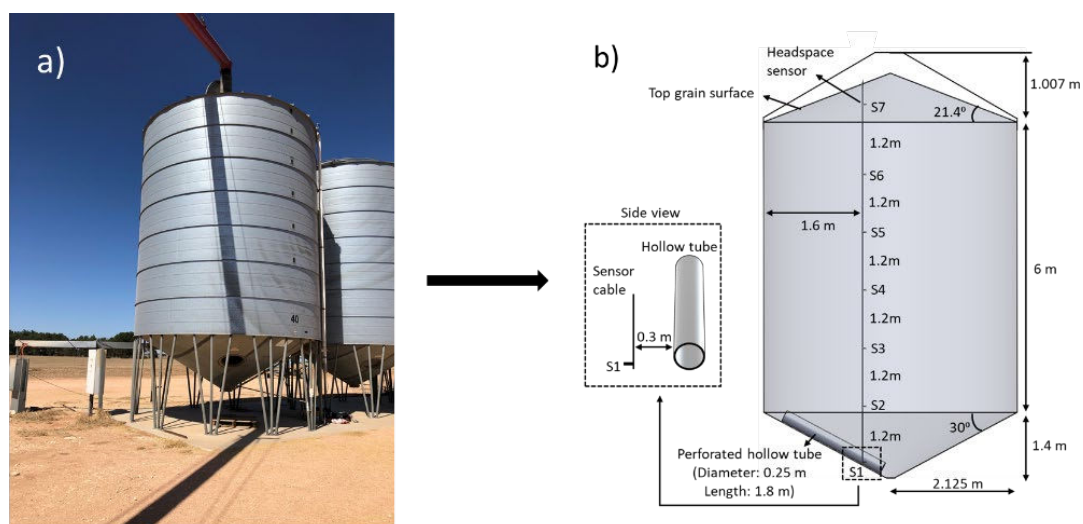 a)
40
b)
Headspace
sensor
Top grain surface
S7
21.4°
1.007 m
1.2m
S6
1.2m
S5
1.6 m
1.2m
S4
6 m
1.2m
S3
1.2m
S2
1.2m
30°
1.4 m
S1
2.125 m
Side view
Hollow tube
Sensor
cable
0.3 m
S1
Perforated hollow tube
(Diameter: 0.25 m
Length: 1.8 m)